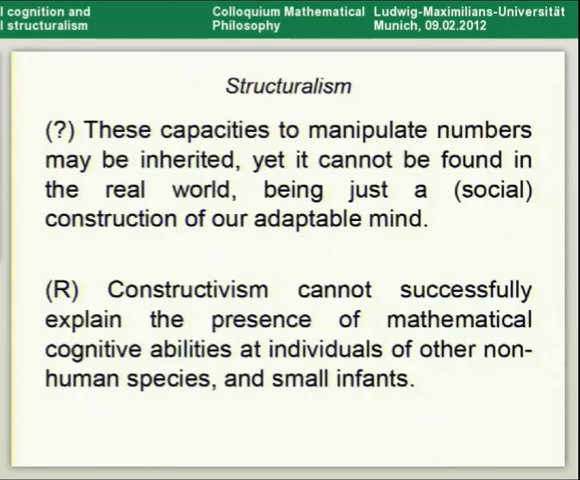 l cognition and
l structuralism
Colloquium Mathematical
Philosophy
Ludwig-Maximilians-Universität
Munich, 09.02.2012
Structuralism
(?) These capacities to manipulate numbers
may be inherited, yet it cannot be found in
the real world, being just a (social)
construction of our adaptable mind.
(R) Constructivism cannot successfully
explain the presence of mathematical
cognitive abilities at individuals of other non-
human species, and small infants.